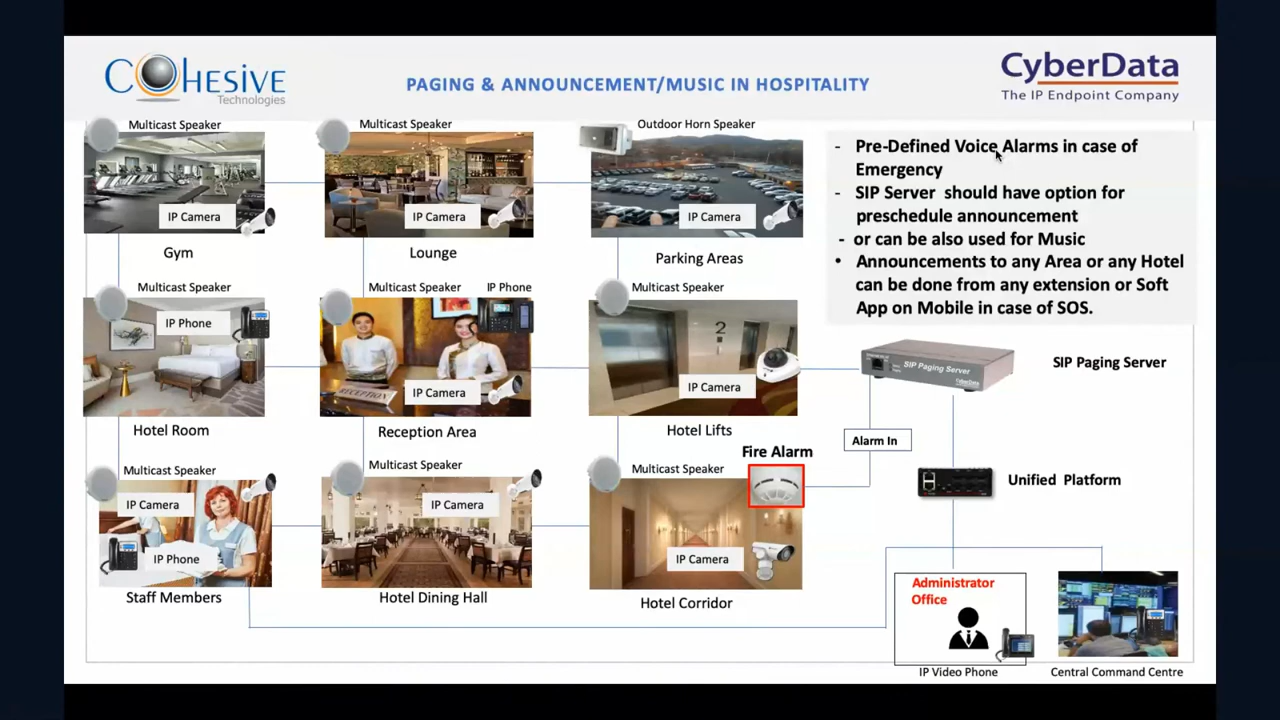 COHESIVE
Technologies
PAGING & ANNOUNCEMENT/MUSIC IN HOSPITALITY
CyberData
The IP Endpoint Company
Multicast Speaker
Multicast Speaker
Outdoor Horn Speaker
IP Camera
IP Camera
IP Camera
Gym
Lounge
Parking Areas
- Pre-Defined Voice Alarms in case of
Emergency
- SIP Server should have option for
preschedule announcement
- or can be also used for Music
• Announcements to any Area or any Hotel
can be done from any extension or Soft
App on Mobile in case of SOS.
Multicast Speaker
Multicast Speaker
IP Phone
Multicast Speaker
IP Phone
2
IP Camera
IP Camera
RECEPTION
Hotel Room
Reception Area
Hotel Lifts
SIP Paging Server
CyberData
SIP Paging Server
Alarm In
Fire Alarm
Multicast Speaker
Multicast Speaker
Multicast Speaker
IP Camera
IP Camera
IP Phone
IP Camera
Staff Members
Hotel Dining Hall
Hotel Corridor
Unified Platform
Administrator
Office
IP Video Phone
Central Command Centre